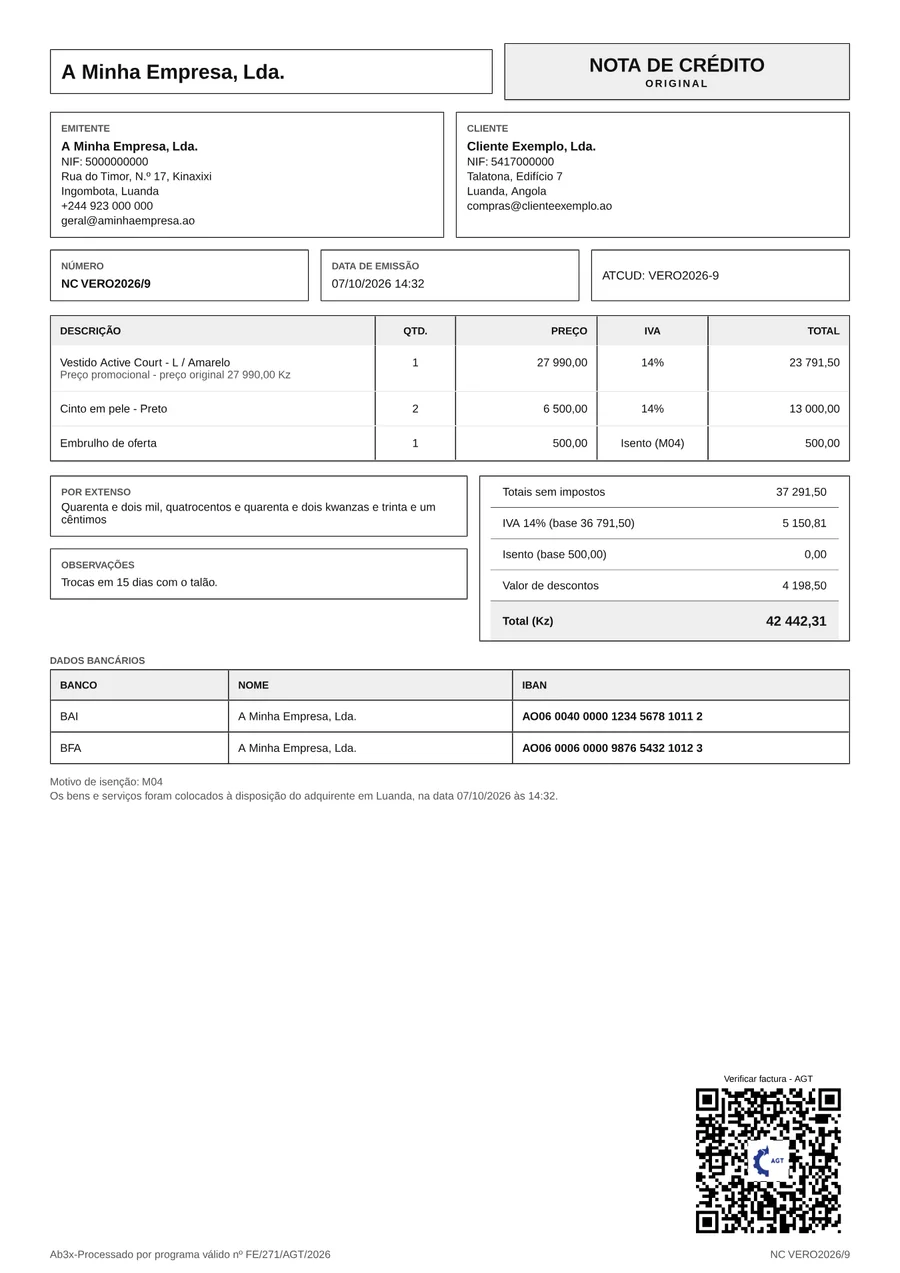 A Minha Empresa, Lda.
NOTA DE CRÉDITO
ORIGINAL
EMITENTE
A Minha Empresa, Lda.
NIF: 5000000000
Rua do Timor, N.º 17, Kinaxixi
Ingombota, Luanda
+244 923 000 000
geral@aminhaempresa.ao
CLIENTE
Cliente Exemplo, Lda.
NIF: 5417000000
Talatona, Edifício 7
Luanda, Angola
compras@clienteexemplo.ao
NÚMERO
NC VERO2026/9
DATA DE EMISSÃO
07/10/2026 14:32
ATCUD: VERO2026-9
DESCRIÇÃO QTD. PREÇO IVA TOTAL
Vestido Active Court - L / Amarelo 1 27 990,00 14% 23 791,50
Preço promocional - preço original 27 990,00 Kz
Cinto em pele - Preto 2 6 500,00 14% 13 000,00
Embrulho de oferta 1 500,00 Isento (M04) 500,00
POR EXTENSO
Quarenta e dois mil, quatrocentos e quarenta e dois kwanzas e trinta e um
cêntimos
OBSERVAÇÕES
Trocas em 15 dias com o talão.
Totais sem impostos 37 291,50
IVA 14% (base 36 791,50) 5 150,81
Isento (base 500,00) 0,00
Valor de descontos 4 198,50
Total (Kz) 42 442,31
DADOS BANCÁRIOS
BANCO NOME IBAN
BAI A Minha Empresa, Lda. AO06 0040 0000 1234 5678 1011 2
BFA A Minha Empresa, Lda. AO06 0006 0000 9876 5432 1012 3
Motivo de isenção: M04
Os bens e serviços foram colocados à disposição do adquirente em Luanda, na data 07/10/2026 às 14:32.
Verificar factura - AGT
AGT
Ab3x-Processado por programa válido nº FE/271/AGT/2026
NC VERO2026/9